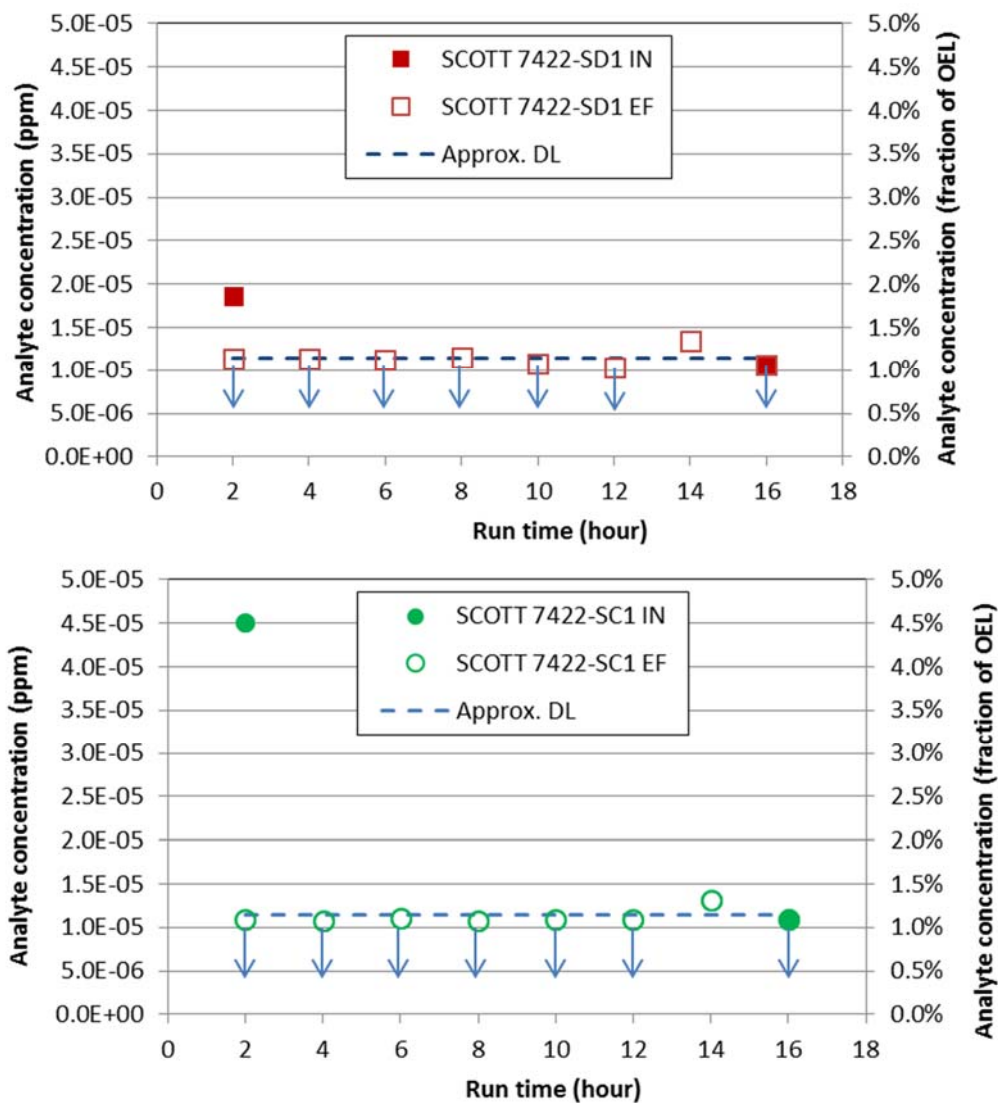 5.0E-05 5.0%
4.5E-05 4.5%
4.0E-05 4.0%
3.5E-05 3.5%
3.0E-05 3.0%
2.5E-05 2.5%
2.0E-05 2.0%
1.5E-05 1.5%
1.0E-05 1.0%
5.0E-06 0.5%
0.0E+00 0.0%
Analyte concentration (ppm)
SCOTT 7422-SD1 IN
SCOTT 7422-SD1 EF
Approx. DL
Analyte concentration (fraction of OEL)
0 2 4 6 8 10 12 14 16 18
Run time (hour)
5.0E-05 5.0%
4.5E-05 4.5%
4.0E-05 4.0%
3.5E-05 3.5%
3.0E-05 3.0%
2.5E-05 2.5%
2.0E-05 2.0%
1.5E-05 1.5%
1.0E-05 1.0%
5.0E-06 0.5%
0.0E+00 0.0%
Analyte concentration (ppm)
SCOTT 7422-SC1 IN
SCOTT 7422-SC1 EF
Approx. DL
Analyte concentration (fraction of OEL)
0 2 4 6 8 10 12 14 16 18
Run time (hour)